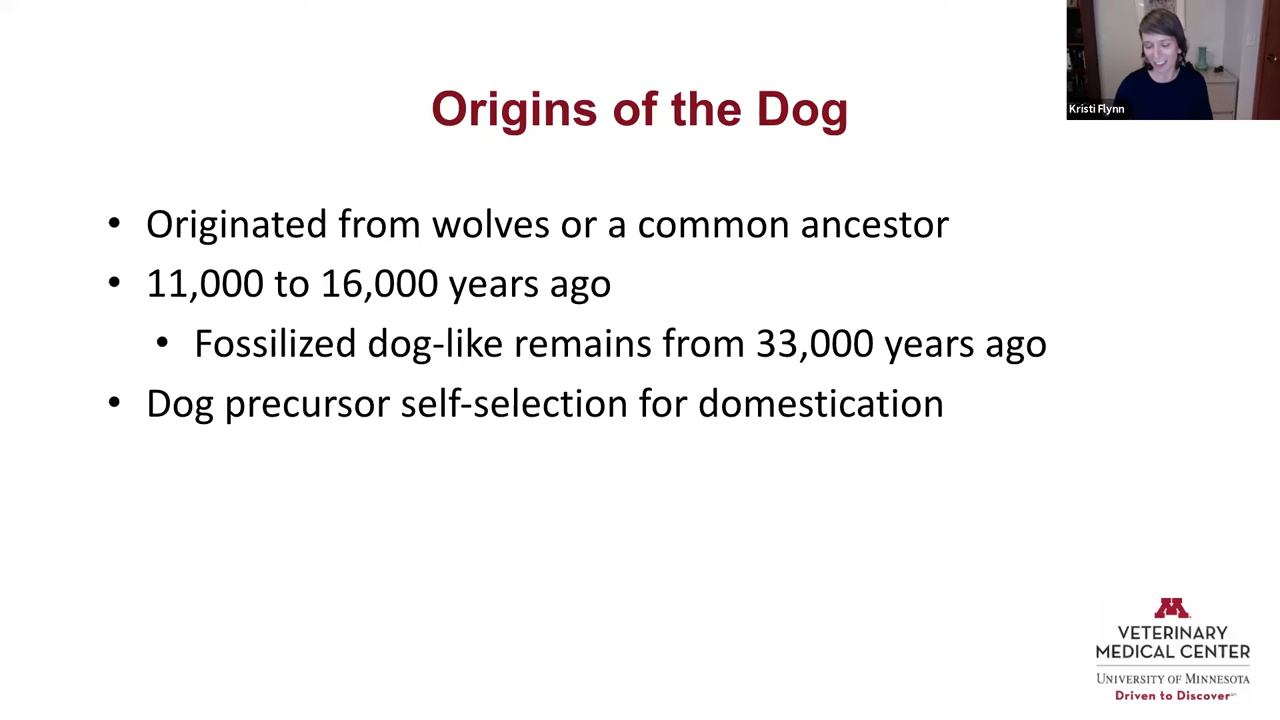 Kristi Flynn
Origins of the Dog
• Originated from wolves or a common ancestor
• 11,000 to 16,000 years ago
• Fossilized dog-like remains from 33,000 years ago
• Dog precursor self-selection for domestication
M
VETERINARY
MEDICAL CENTER
UNIVERSITY OF MINNESOTA
Driven to Discover℠